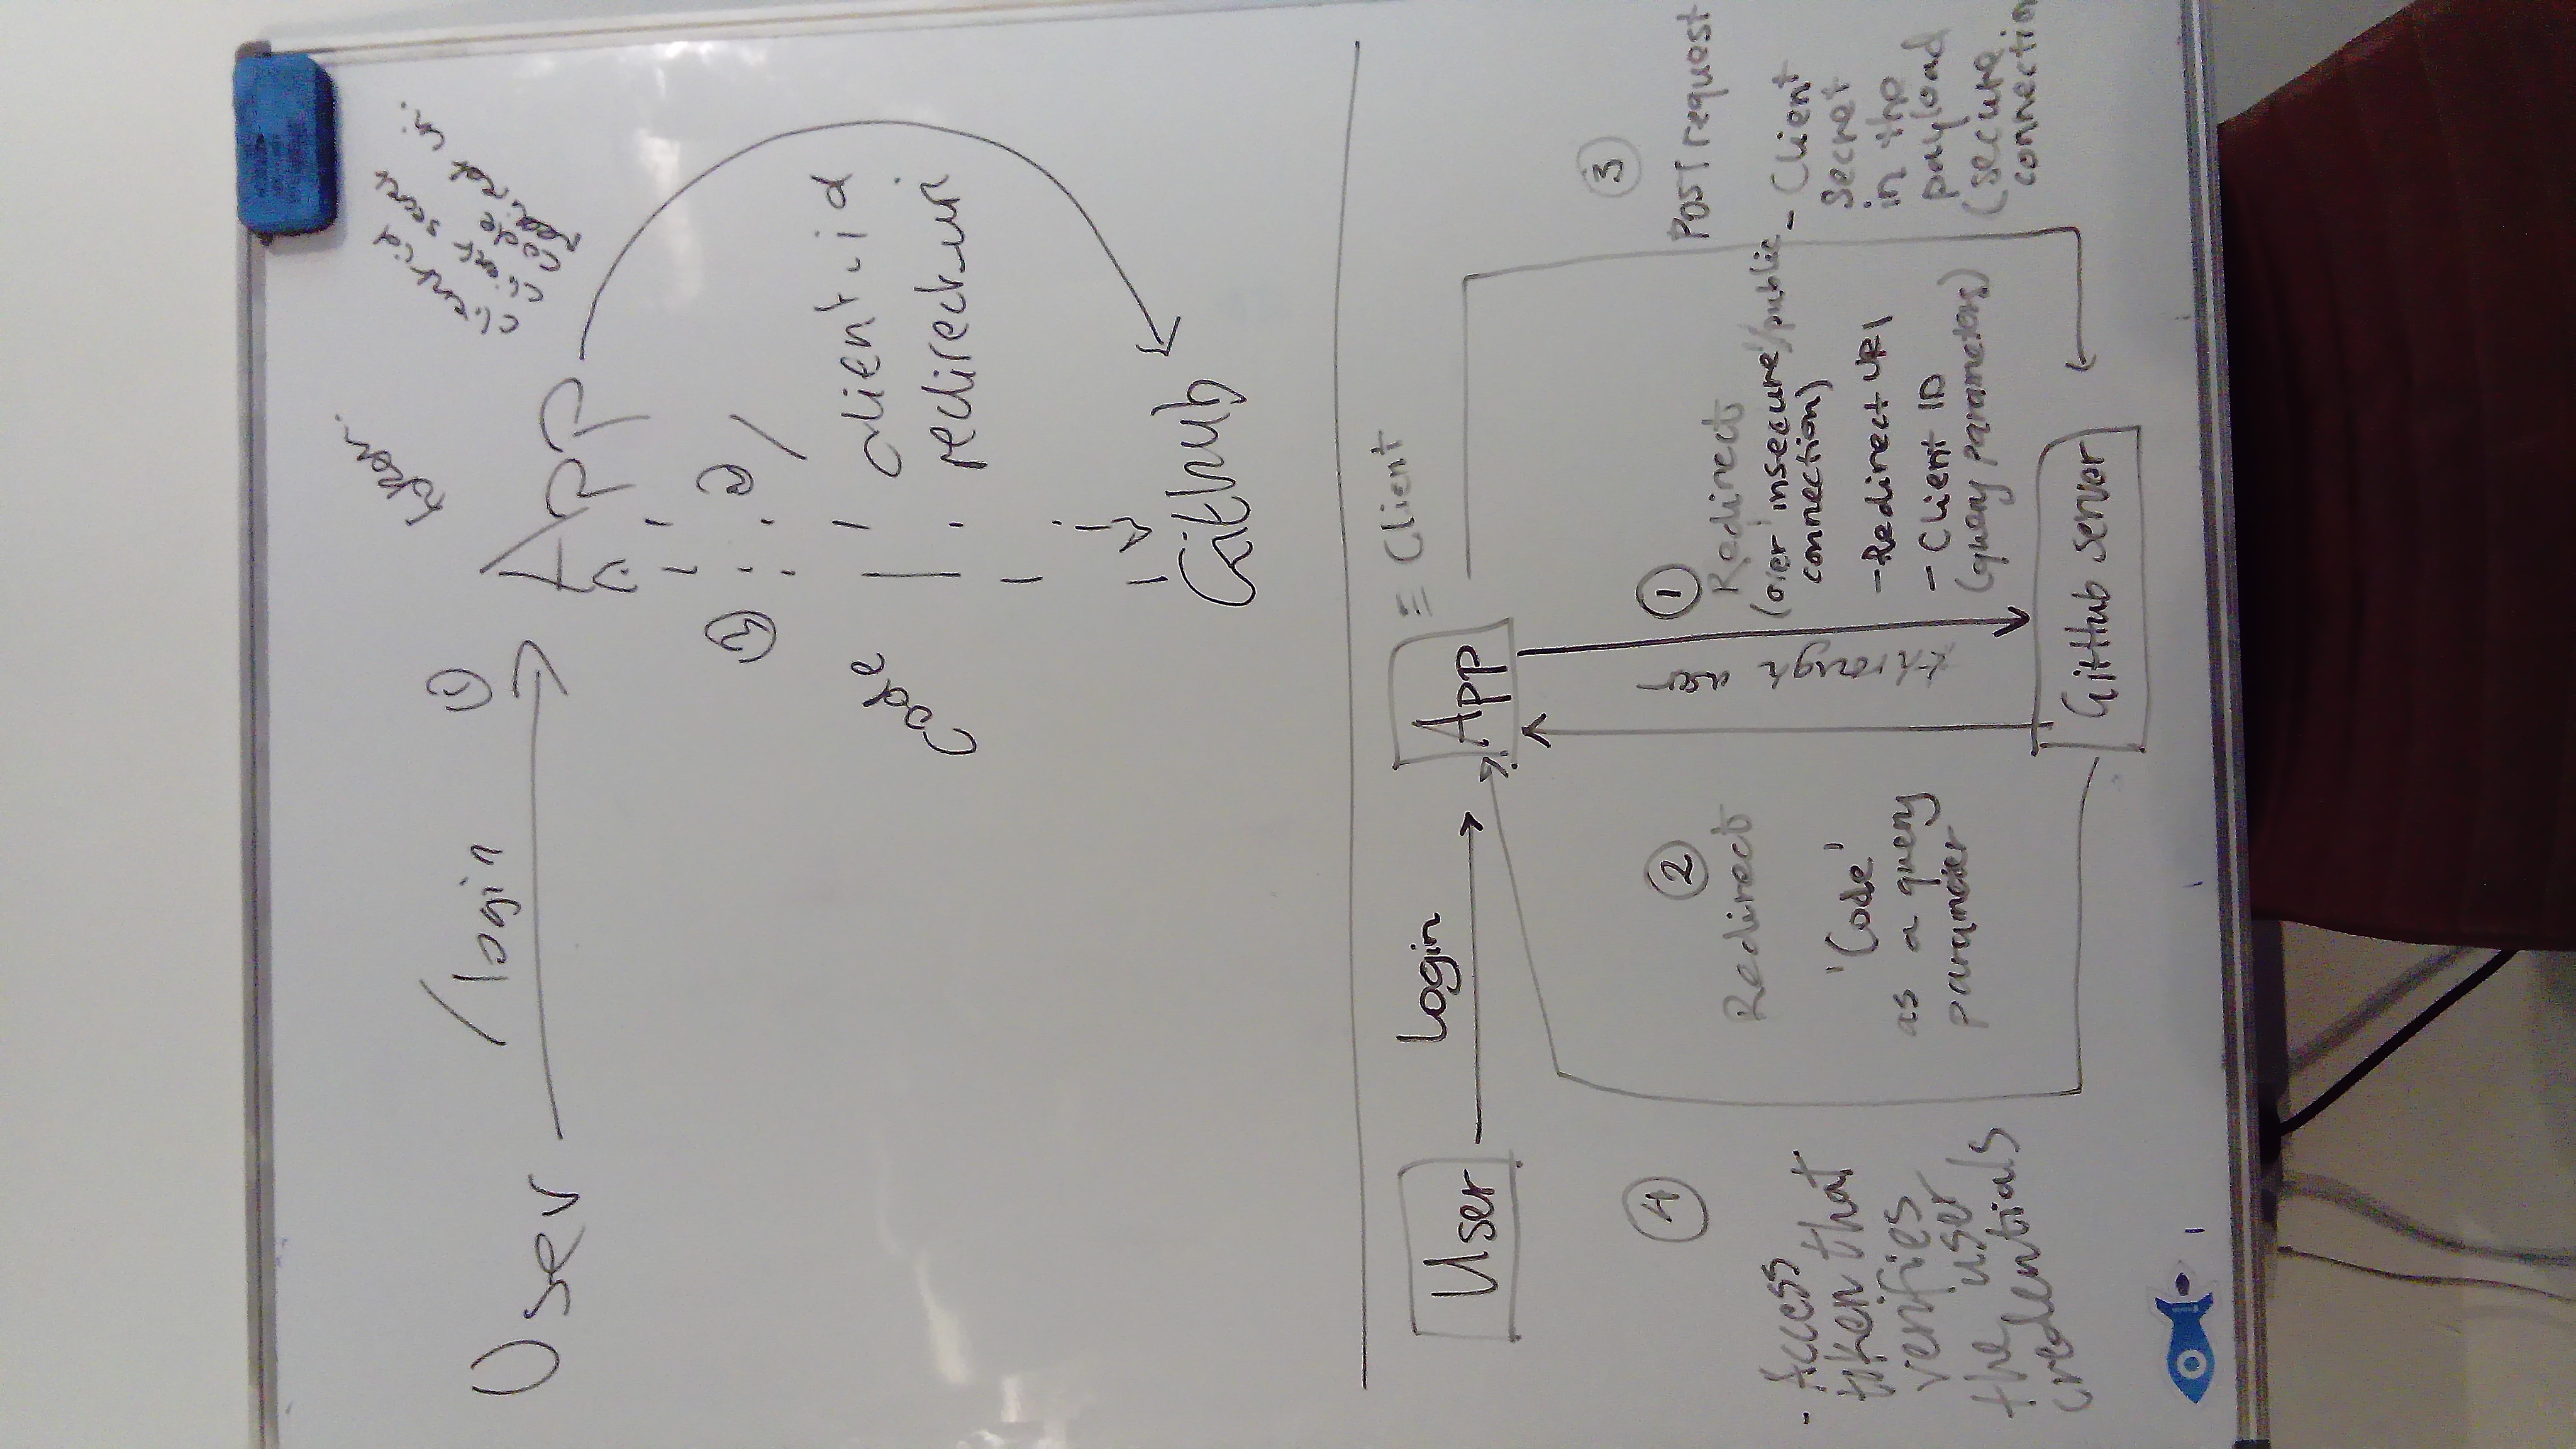 token.
client id
client secret
code
redirect uri.
User
/login
①
App
③
②
/
code
client_id
redirect_uri
Github
User
Login
App
≡ Client
④
- Access
token that
verifies
the user
credentials
②
Redirect
'Code'
as a query
parameter
through user
①
Redirect
(over 'insecure'/public
connection)
- Redirect URI
- Client ID
(query parameters)
③
POST request
- Client
secret
in the
payload
(secure
connection
GitHub server